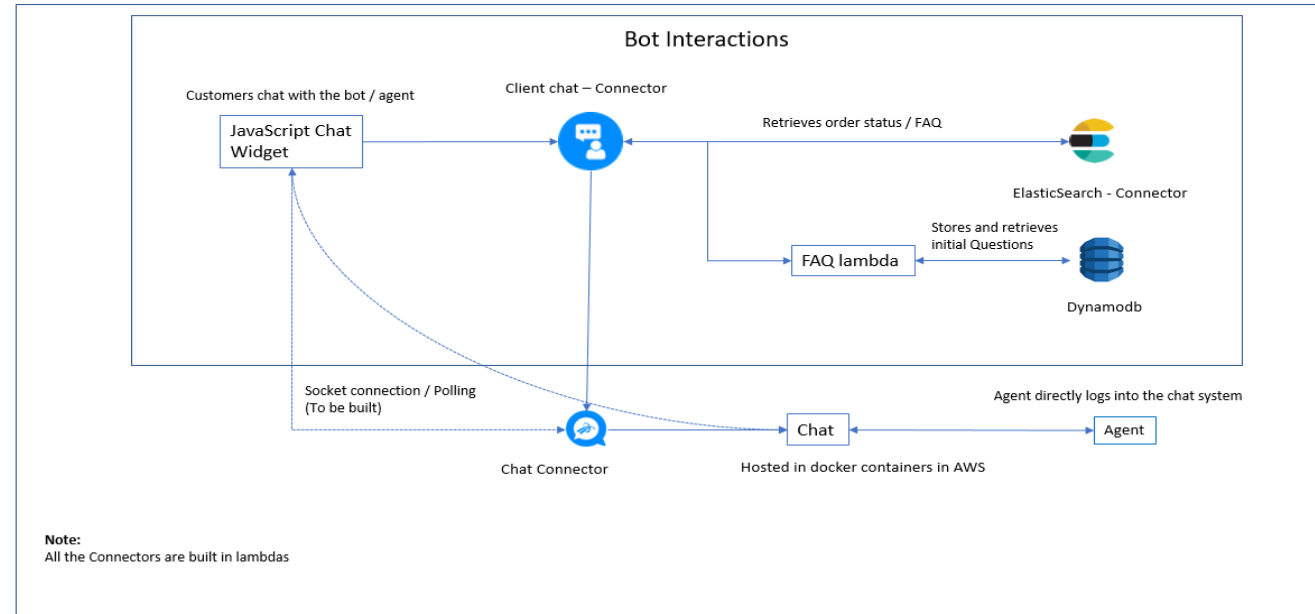 Bot Interactions
Customers chat with the bot / agent
Client chat – Connector
JavaScript Chat
Widget
Retrieves order status / FAQ
ElasticSearch - Connector
Stores and retrieves
initial Questions
FAQ lambda
Dynamodb
Socket connection / Polling
(To be built)
Agent directly logs into the chat system
Chat
Agent
Chat Connector
Hosted in docker containers in AWS
Note:
All the Connectors are built in lambdas